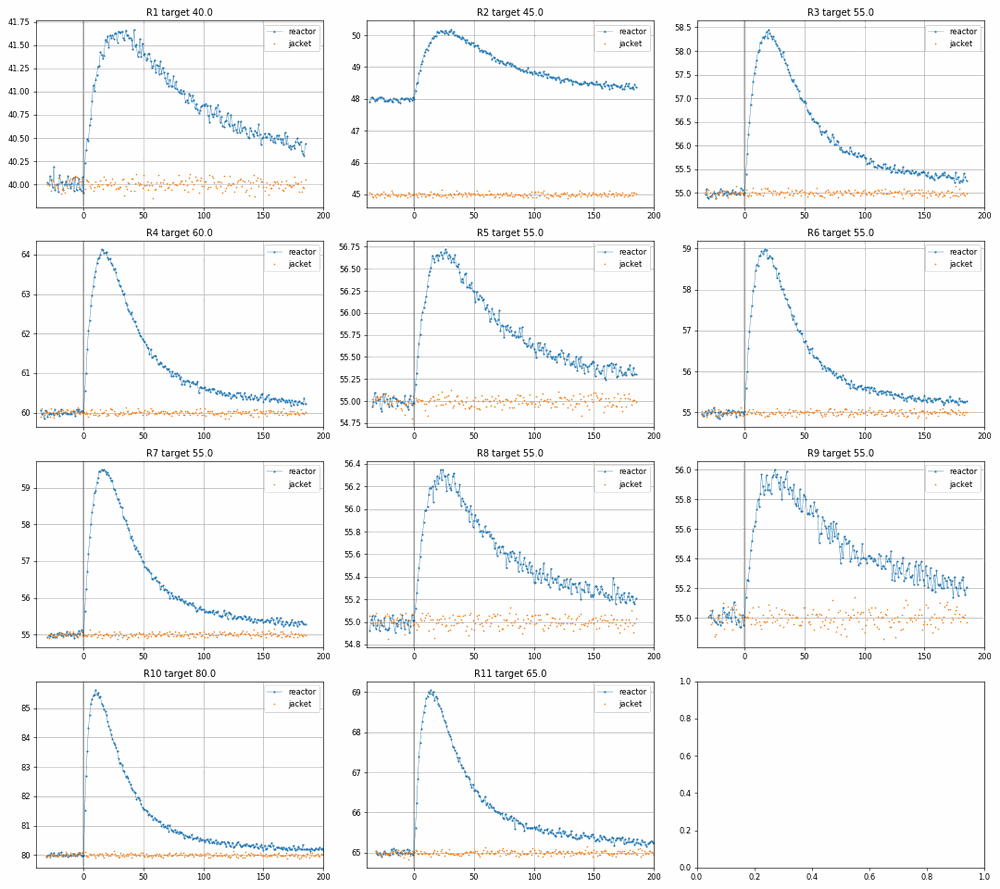 R1 target 40.0
41.75
41.50
41.25
41.00
40.75
40.50
40.25
40.00
0 50 100 150 200
reactor
jacket
R2 target 45.0
50
49
48
47
46
45
0 50 100 150 200
reactor
jacket
R3 target 55.0
58.5
58.0
57.5
57.0
56.5
56.0
55.5
55.0
0 50 100 150 200
reactor
jacket
R4 target 60.0
64
63
62
61
60
0 50 100 150 200
reactor
jacket
R5 target 55.0
56.75
56.50
56.25
56.00
55.75
55.50
55.25
55.00
54.75
0 50 100 150 200
reactor
jacket
R6 target 55.0
59
58
57
56
55
0 50 100 150 200
reactor
jacket
R7 target 55.0
59
58
57
56
55
0 50 100 150 200
reactor
jacket
R8 target 55.0
56.4
56.2
56.0
55.8
55.6
55.4
55.2
55.0
54.8
0 50 100 150 200
reactor
jacket
R9 target 55.0
56.0
55.8
55.6
55.4
55.2
55.0
0 50 100 150 200
reactor
jacket
R10 target 80.0
85
84
83
82
81
80
0 50 100 150 200
reactor
jacket
R11 target 65.0
69
68
67
66
65
0 50 100 150 200
reactor
jacket
1.0
0.8
0.6
0.4
0.2
0.0
0.0 0.2 0.4 0.6 0.8 1.0